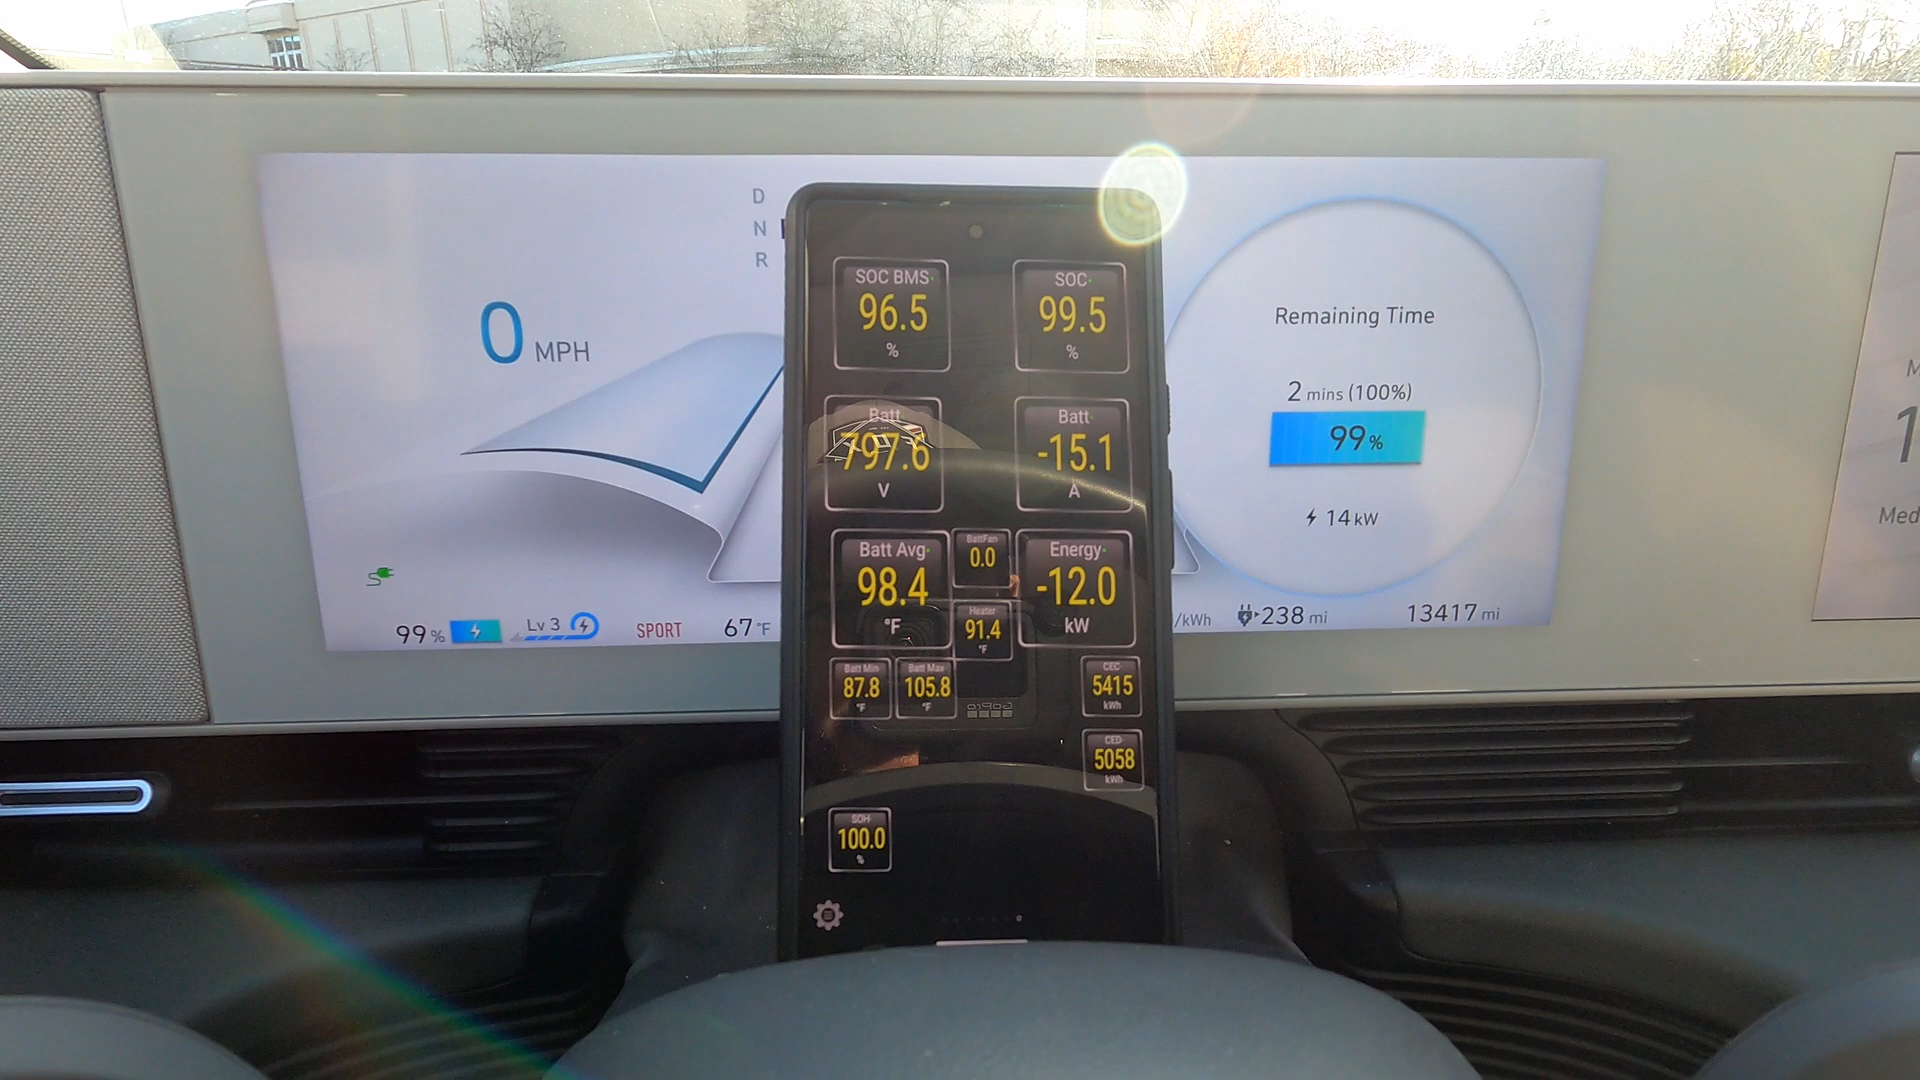 D
N
R
0 MPH
99%
Lv 3
SPORT
67°F
SOC BMS
96.5
%
SOC
99.5
%
Batt
797.6
V
Batt
-15.1
A
Batt Avg
98.4
°F
BattFan
0.0
Heater
91.4
°F
Energy
-12.0
kW
Batt Min
87.8
°F
Batt Max
105.8
°F
CEC
5415
kWh
CED
5058
kWh
SOH
100.0
%
GoPro
Remaining Time
2 mins (100%)
99%
14 kW
/kWh
238 mi
13417 mi
M
1
Med